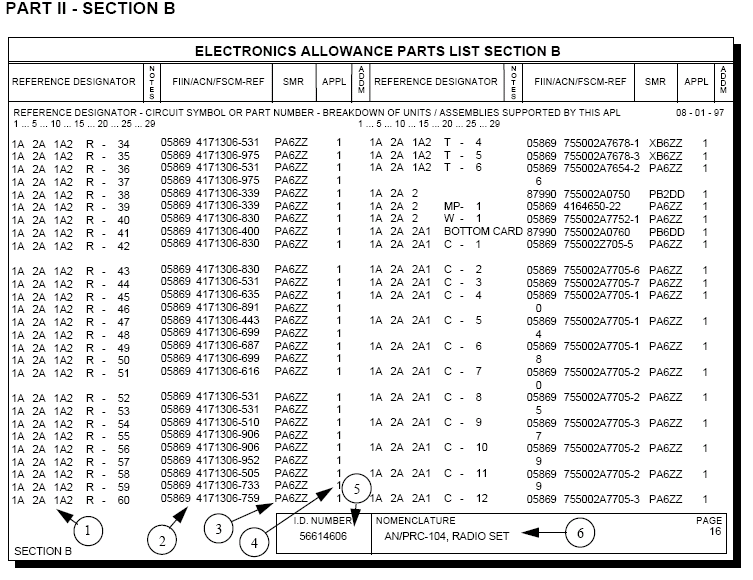 PART II - SECTION B
ELECTRONICS ALLOWANCE PARTS LIST SECTION B
REFERENCE DESIGNATOR NOTES FIIN/ACN/FSCM-REF SMR APPL ADDM REFERENCE DESIGNATOR NOTES FIIN/ACN/FSCM-REF SMR APPL ADDM
REFERENCE DESIGNATOR - CIRCUIT SYMBOL OR PART NUMBER - BREAKDOWN OF UNITS / ASSEMBLIES SUPPORTED BY THIS APL 08 - 01 - 97
1 ... 5 ... 10 ... 15 ... 20 ... 25 ... 29 1 ... 5 ... 10 ... 15 ... 20 ... 25 ... 29
1A 2A 1A2 R - 34 05869 4171306-531 PA6ZZ 1
1A 2A 1A2 R - 35 05869 4171306-975 PA6ZZ 1
1A 2A 1A2 R - 36 05869 4171306-531 PA6ZZ 1
1A 2A 1A2 R - 37 05869 4171306-975 PA6ZZ 1
1A 2A 1A2 R - 38 05869 4171306-339 PA6ZZ 1
1A 2A 1A2 R - 39 05869 4171306-339 PA6ZZ 1
1A 2A 1A2 R - 40 05869 4171306-830 PA6ZZ 1
1A 2A 1A2 R - 41 05869 4171306-400 PA6ZZ 1
1A 2A 1A2 R - 42 05869 4171306-830 PA6ZZ 1
1A 2A 1A2 R - 43 05869 4171306-830 PA6ZZ 1
1A 2A 1A2 R - 44 05869 4171306-531 PA6ZZ 1
1A 2A 1A2 R - 45 05869 4171306-635 PA6ZZ 1
1A 2A 1A2 R - 46 05869 4171306-891 PA6ZZ 1
1A 2A 1A2 R - 47 05869 4171306-443 PA6ZZ 1
1A 2A 1A2 R - 48 05869 4171306-699 PA6ZZ 1
1A 2A 1A2 R - 49 05869 4171306-687 PA6ZZ 1
1A 2A 1A2 R - 50 05869 4171306-699 PA6ZZ 1
1A 2A 1A2 R - 51 05869 4171306-616 PA6ZZ 1
1A 2A 1A2 R - 52 05869 4171306-531 PA6ZZ 1
1A 2A 1A2 R - 53 05869 4171306-531 PA6ZZ 1
1A 2A 1A2 R - 54 05869 4171306-510 PA6ZZ 1
1A 2A 1A2 R - 55 05869 4171306-906 PA6ZZ 1
1A 2A 1A2 R - 56 05869 4171306-906 PA6ZZ 1
1A 2A 1A2 R - 57 05869 4171306-952 PA6ZZ 1
1A 2A 1A2 R - 58 05869 4171306-505 PA6ZZ 1
1A 2A 1A2 R - 59 05869 4171306-733 PA6ZZ 1
1A 2A 1A2 R - 60 05869 4171306-759 PA6ZZ 1
1A 2A 1A2 T - 4 05869 755002A7678-1 XB6ZZ 1
1A 2A 1A2 T - 5 05869 755002A7678-3 XB6ZZ 1
1A 2A 1A2 T - 6 05869 755002A7654-2 PA6ZZ 1
6
1A 2A 2 87990 755002A0750 PB2DD 1
1A 2A 2 MP- 1 05869 4164650-22 PA6ZZ 1
1A 2A 2 W - 1 05869 755002A7752-1 PA6ZZ 1
1A 2A 2A1 BOTTOM CARD 87990 755002A0760 PB6DD 1
1A 2A 2A1 C - 1 05869 755002Z705-5 PA6ZZ 1
1A 2A 2A1 C - 2 05869 755002A7705-6 PA6ZZ 1
1A 2A 2A1 C - 3 05869 755002A7705-7 PA6ZZ 1
1A 2A 2A1 C - 4 05869 755002A7705-1 PA6ZZ 1
0
1A 2A 2A1 C - 5 05869 755002A7705-1 PA6ZZ 1
4
1A 2A 2A1 C - 6 05869 755002A7705-1 PA6ZZ 1
8
1A 2A 2A1 C - 7 05869 755002A7705-2 PA6ZZ 1
0
1A 2A 2A1 C - 8 05869 755002A7705-2 PA6ZZ 1
5
1A 2A 2A1 C - 9 05869 755002A7705-3 PA6ZZ 1
7
1A 2A 2A1 C - 10 05869 755002A7705-2 PA6ZZ 1
9
1A 2A 2A1 C - 11 05869 755002A7705-2 PA6ZZ 1
9
1A 2A 2A1 C - 12 05869 755002A7705-3 PA6ZZ 1
1 2 3 4 5 6
SECTION B
I.D. NUMBER
56614606
NOMENCLATURE
AN/PRC-104, RADIO SET
PAGE
16